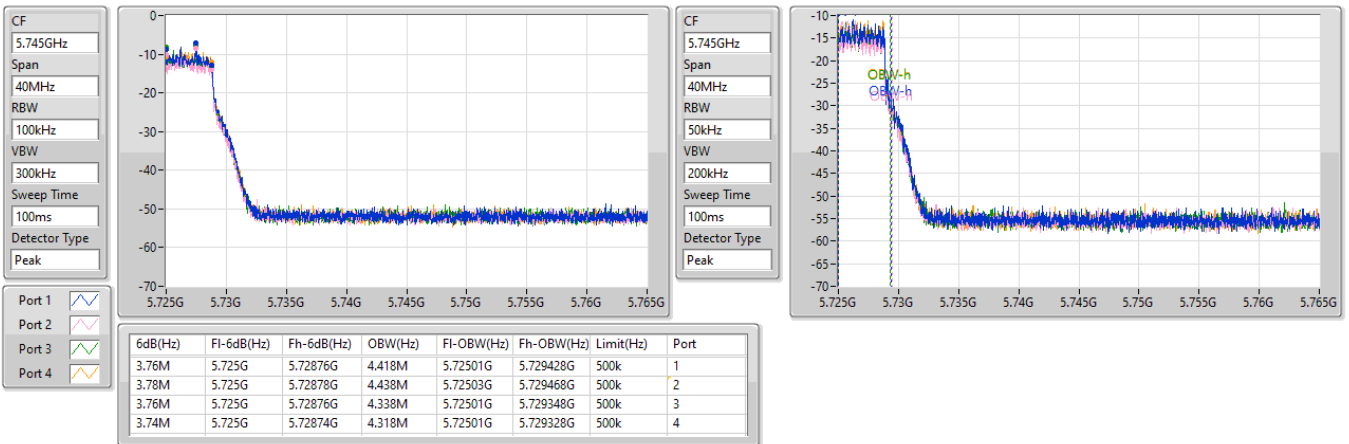 CF
5.745GHz
Span
40MHz
RBW
100kHz
VBW
300kHz
Sweep Time
100ms
Detector Type
Peak
Port 1
Port 2
Port 3
Port 4
0
-10
-20
-30
-40
-50
-60
-70
5.725G 5.73G 5.735G 5.74G 5.745G 5.75G 5.755G 5.76G 5.765G
CF
5.745GHz
Span
40MHz
RBW
50kHz
VBW
200kHz
Sweep Time
100ms
Detector Type
Peak
-10
-15
-20
-25
-30
-35
-40
-45
-50
-55
-60
-65
-70
OBW-h
OBW-h
5.725G 5.73G 5.735G 5.74G 5.745G 5.75G 5.755G 5.76G 5.765G
6dB(Hz) Fl-6dB(Hz) Fh-6dB(Hz) OBW(Hz) Fl-OBW(Hz) Fh-OBW(Hz) Limit(Hz) Port
3.76M 5.725G 5.72876G 4.418M 5.72501G 5.729428G 500k 1
3.78M 5.725G 5.72878G 4.438M 5.72503G 5.729468G 500k 2
3.76M 5.725G 5.72876G 4.338M 5.72501G 5.729348G 500k 3
3.74M 5.725G 5.72874G 4.318M 5.72501G 5.729328G 500k 4